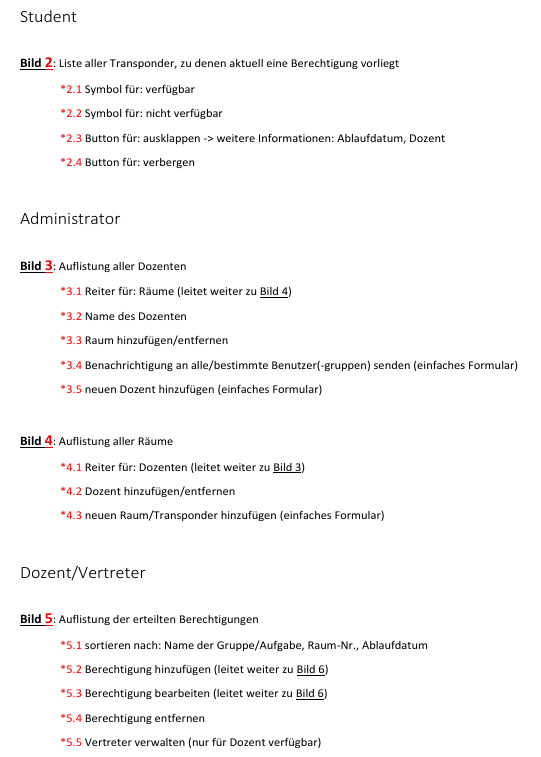 Student
Bild 2: Liste aller Transponder, zu denen aktuell eine Berechtigung vorliegt
*2.1 Symbol für: verfügbar
*2.2 Symbol für: nicht verfügbar
*2.3 Button für: ausklappen -> weitere Informationen: Ablaufdatum, Dozent
*2.4 Button für: verbergen
Administrator
Bild 3: Auflistung aller Dozenten
*3.1 Reiter für: Räume (leitet weiter zu Bild 4)
*3.2 Name des Dozenten
*3.3 Raum hinzufügen/entfernen
*3.4 Benachrichtigung an alle/bestimmte Benutzer(-gruppen) senden (einfaches Formular)
*3.5 neuen Dozent hinzufügen (einfaches Formular)
Bild 4: Auflistung aller Räume
*4.1 Reiter für: Dozenten (leitet weiter zu Bild 3)
*4.2 Dozent hinzufügen/entfernen
*4.3 neuen Raum/Transponder hinzufügen (einfaches Formular)
Dozent/Vertreter
Bild 5: Auflistung der erteilten Berechtigungen
*5.1 sortieren nach: Name der Gruppe/Aufgabe, Raum-Nr., Ablaufdatum
*5.2 Berechtigung hinzufügen (leitet weiter zu Bild 6)
*5.3 Berechtigung bearbeiten (leitet weiter zu Bild 6)
*5.4 Berechtigung entfernen
*5.5 Vertreter verwalten (nur für Dozent verfügbar)